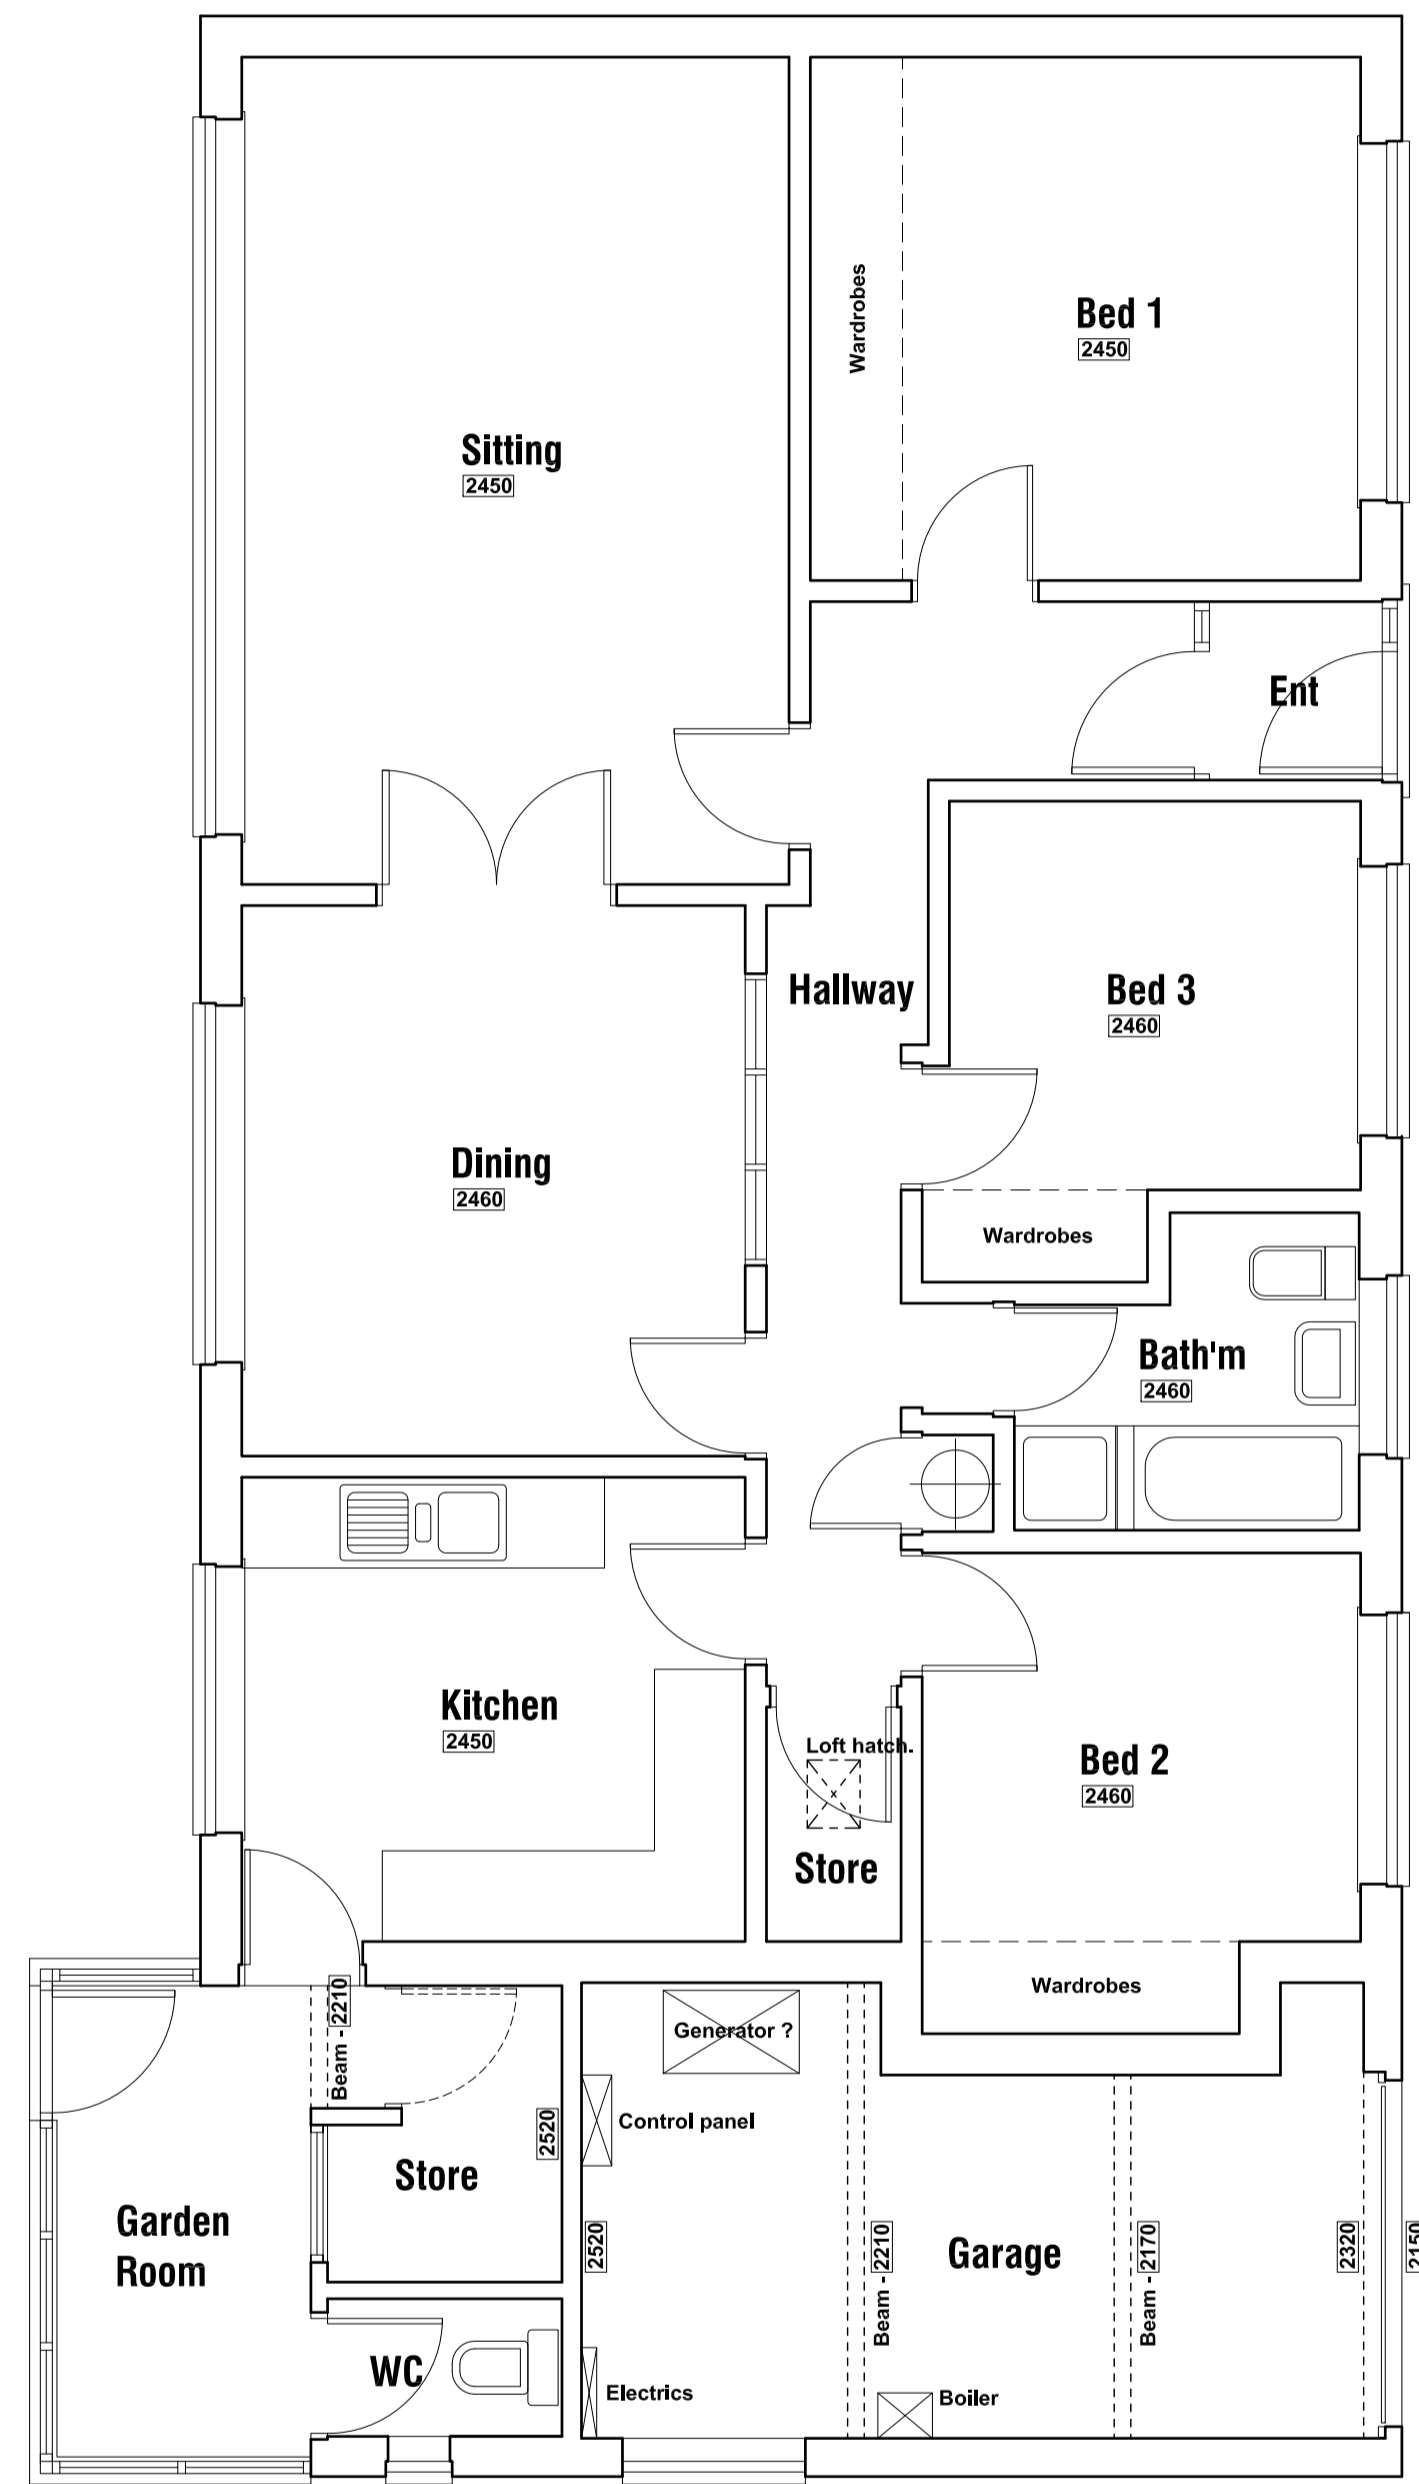 Wardrobes
Bed 1
2450
Sitting
2450
Ent
Hallway
Bed 3
2460
Dining
2460
Wardrobes
Bath'm
2460
Kitchen
2450
Loft hatch.
Store
Bed 2
2460
Wardrobes
Beam - 2210
Generator ?
Control panel
2520
Store
Garden
Room
2520
Beam - 2210
Garage
Beam - 2170
2320
2150
WC
Electrics
Boiler